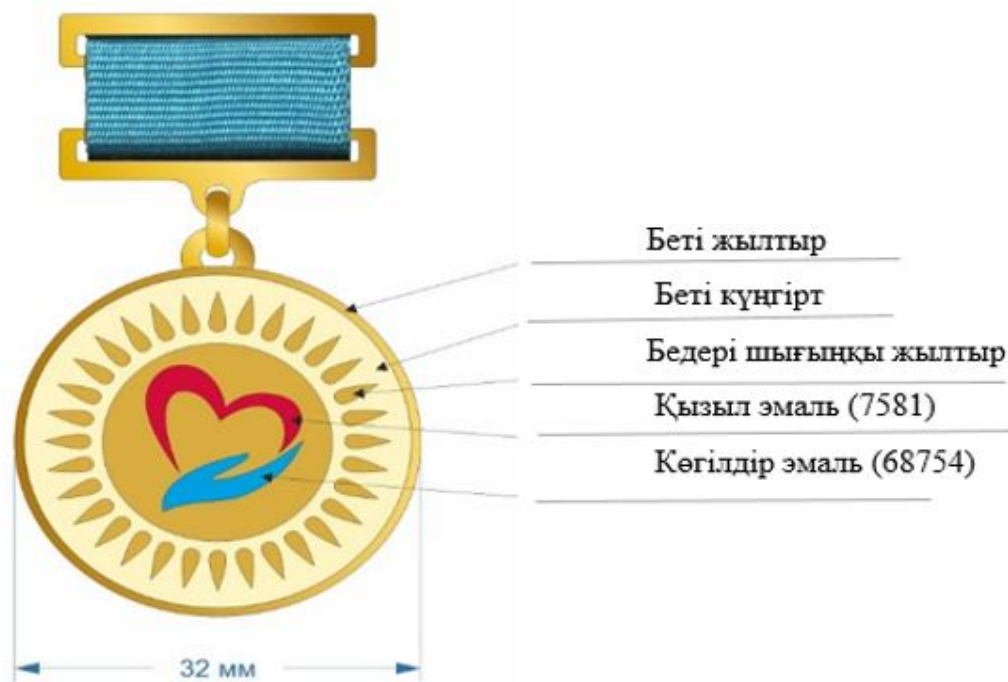 Беті жылтыр
Беті күңгірт
Бедері шығыңқы жылтыр
Қызыл эмаль (7581)
Көгілдір эмаль (68754)
32 мм